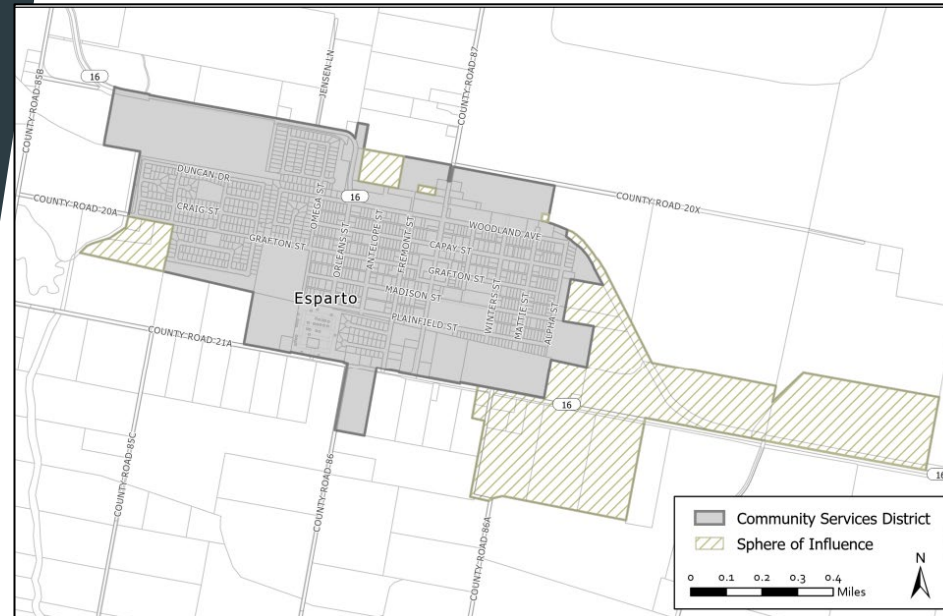 COUNTY ROAD 85B
16
JENSEN LN
COUNTY ROAD 87
DUNCAN DR
OMEGA ST
16
COUNTY ROAD 20X
COUNTY ROAD 20A
CRAIG ST
ORLEANS ST
ANTELOPE ST
FREMONT ST
WOODLAND AVE
GRAFTON ST
CAPAY ST
GRAFTON ST
Esparto
MADISON ST
WINTERS ST
MATTIE ST
ALPHA ST
PLAINFIELD ST
COUNTY ROAD 21A
16
COUNTY ROAD 85C
COUNTY ROAD 86
COUNTY ROAD 86A
16
Community Services District
Sphere of Influence
N
0 0.1 0.2 0.3 0.4
Miles